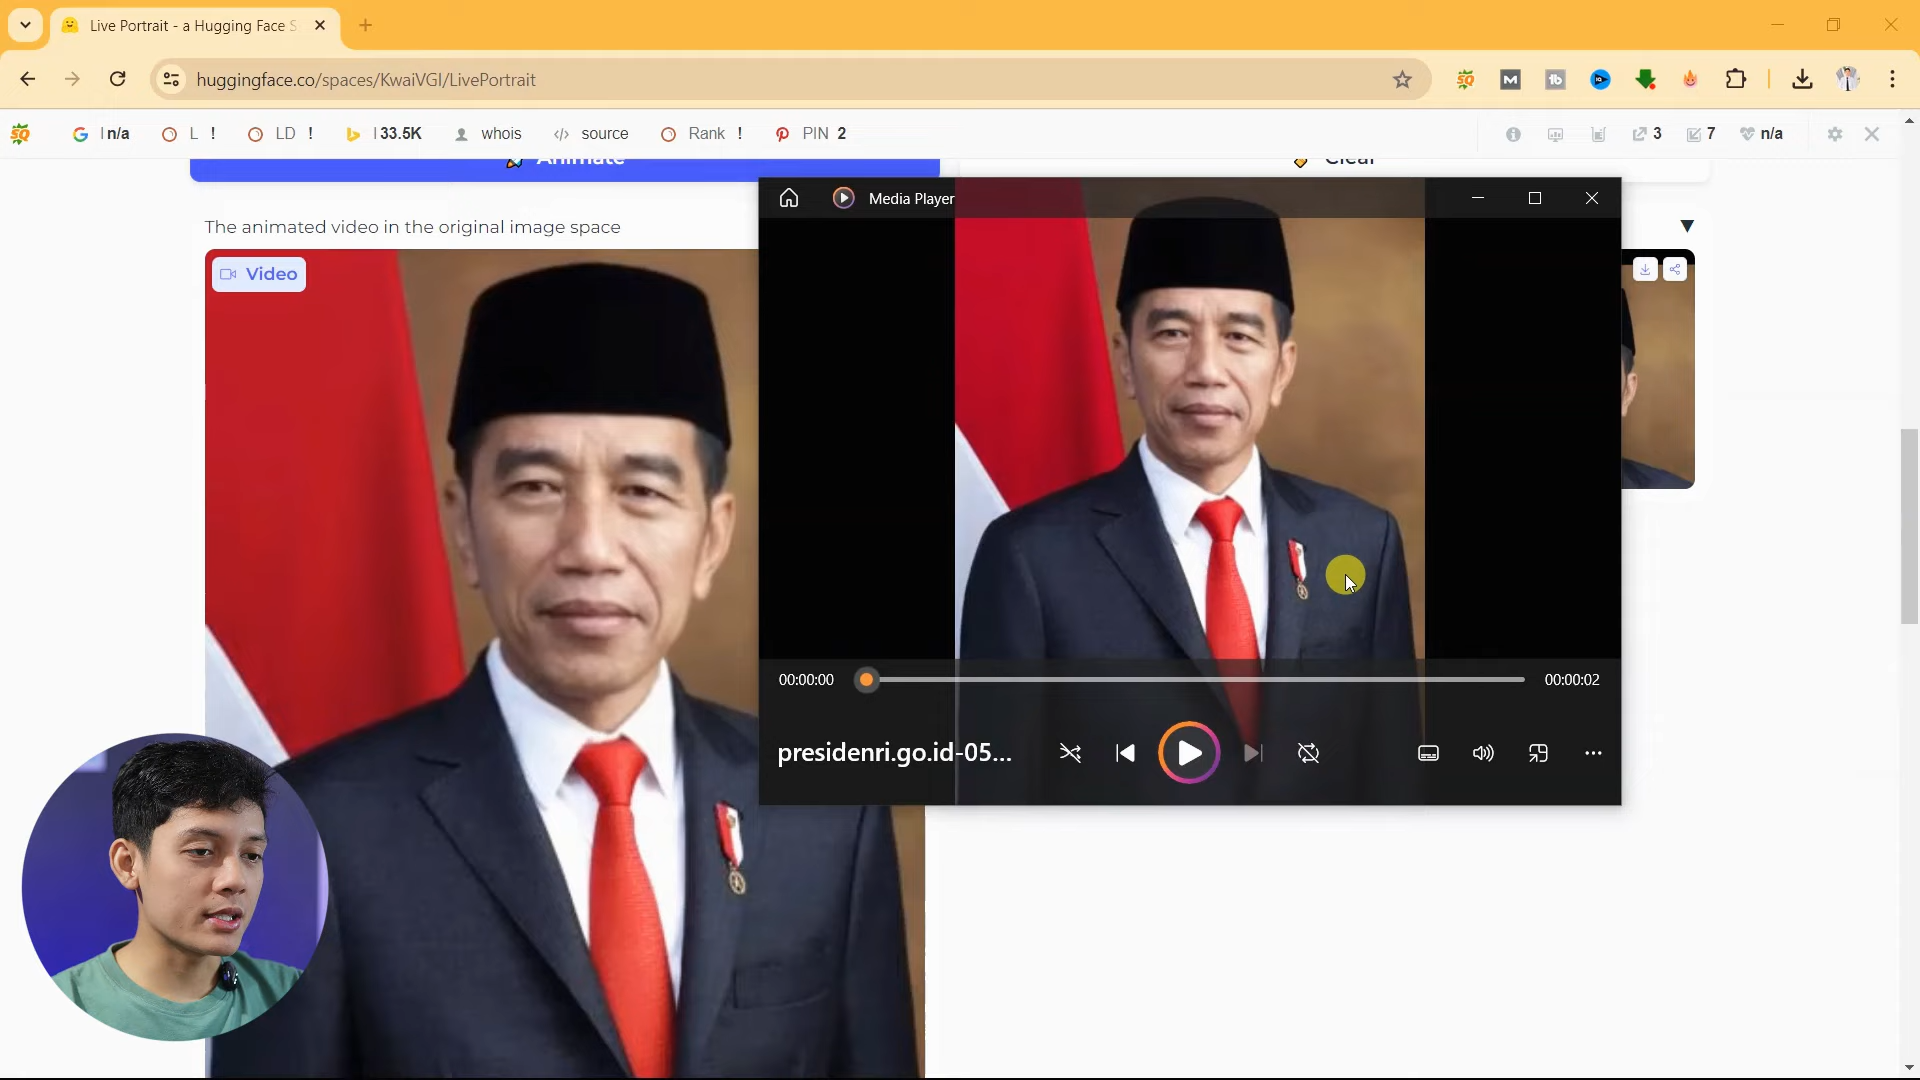 Live Portrait - a Hugging Face S
huggingface.co/spaces/KwaiVGI/LivePortrait
n/a
L !
LD !
33.5K
whois
source
Rank !
PIN 2
3
7
n/a
Animate
Clear
The animated video in the original image space
Video
Media Player
00:00:00
00:00:02
presidenri.go.id-05...